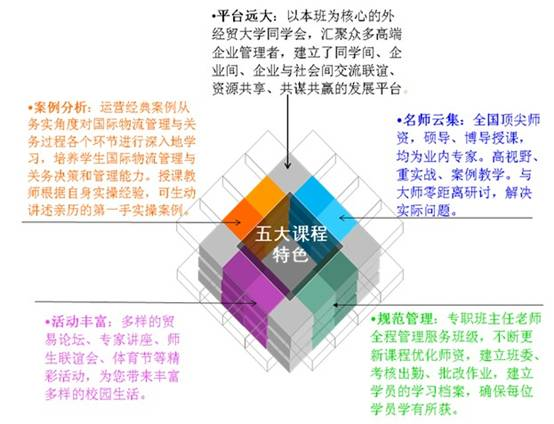 •平台远大：以本班为核心的外
经贸大学同学会，汇聚众多高端
企业管理者，建立了同学间、企
业间、企业与社会间交流联谊、
资源共享、共谋共赢的发展平台。
•案例分析：运营经典案例从
务实角度对国际物流管理与关
务过程各个环节进行深入地学
习，培养学生国际物流管理与
关务决策和管理能力。授课教
师根据自身实操经验，可生动
讲述亲历的第一手实操案例。
•名师云集：全国顶尖师
资，硕导、博导授课，
均为业内专家。高视野、
重实战、案例教学。与
大师零距离研讨，解决
实际问题。
五大课程
特色
•活动丰富：多样的贸
易论坛、专家讲座、师
生联谊会、体育节等精
彩活动，为您带来丰富
多样的校园生活。
•规范管理：专职班主任老师
全程管理服务班级，不断更
新课程优化师资，建立班委、
考核出勤、批改作业，建立
学员的学习档案，确保每位
学员学有所获。